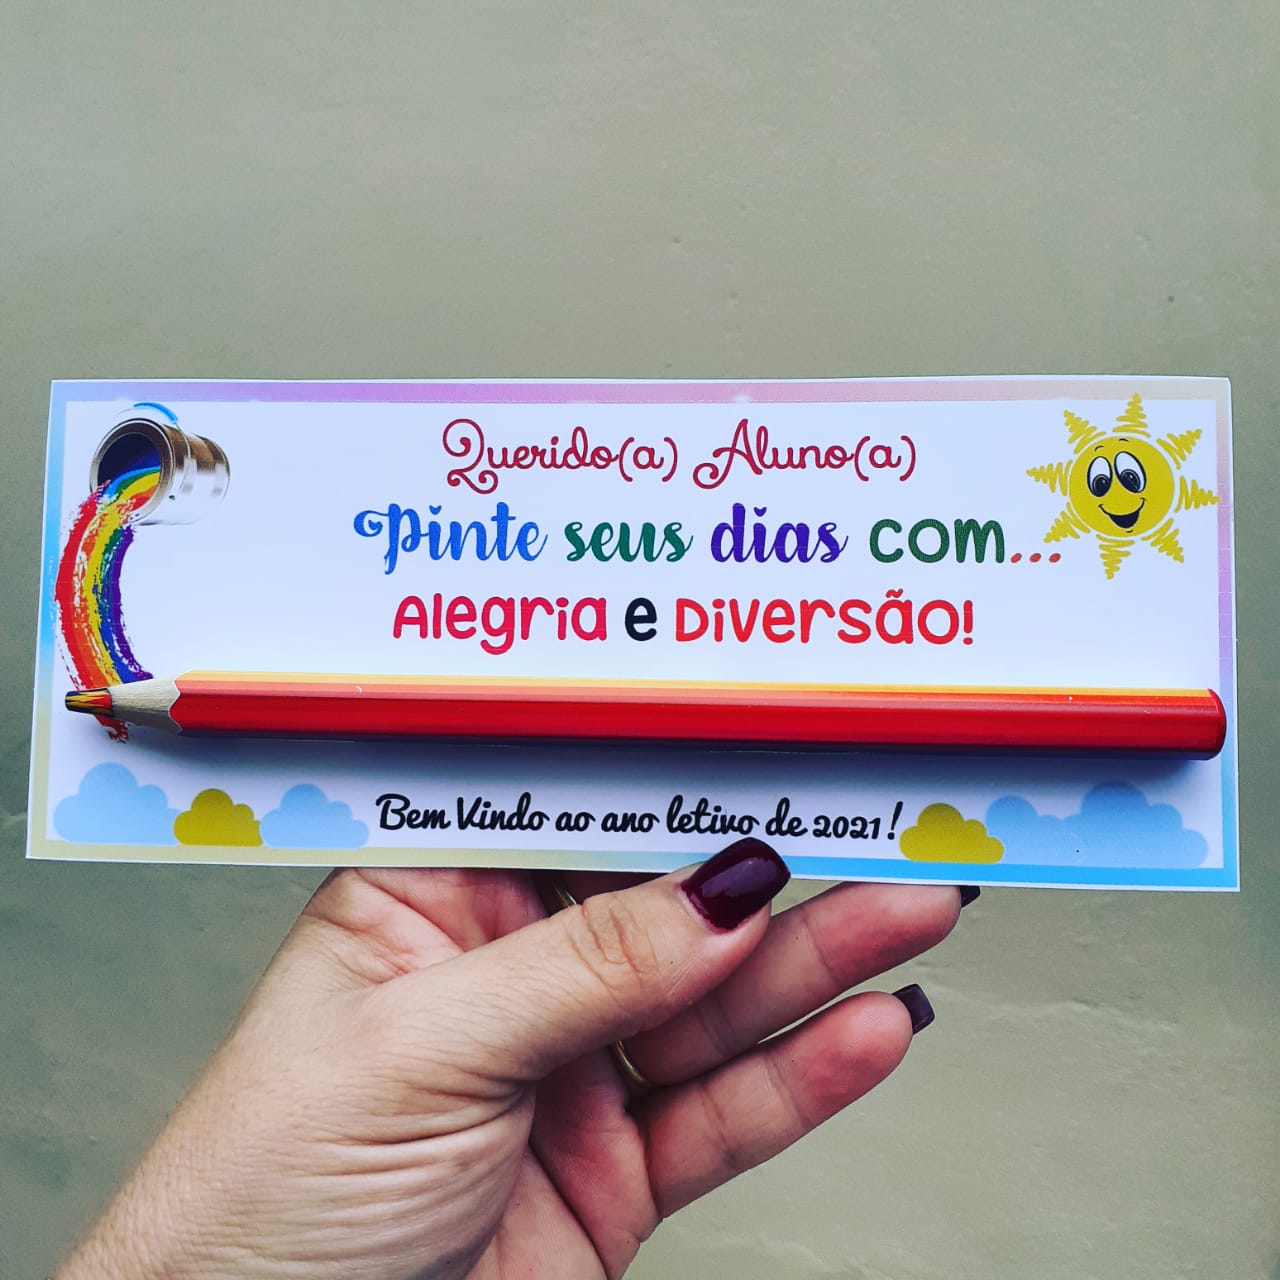 Querido(a) Aluno(a)
Pinte seus dias com...
Alegria e Diversão!
Bem Vindo ao ano letivo de 2021!